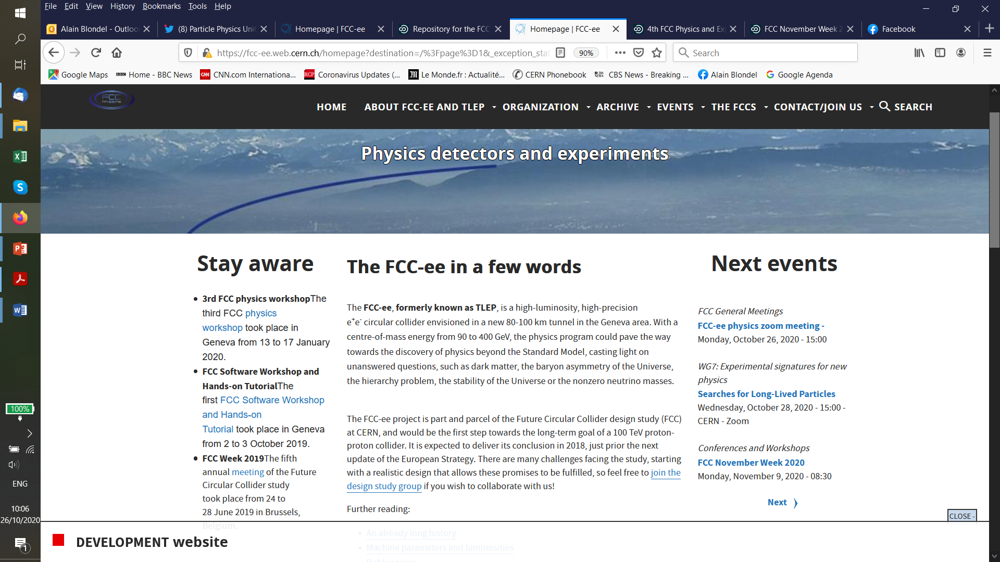 File Edit View History Bookmarks Tools Help
Alain Blondel - Outloo
(8) Particle Physics Uni
Homepage | FCC-ee
Repository for the FCC
Homepage | FCC-ee
4th FCC Physics and Ex
FCC November Week 2
Facebook
https://fcc-ee.web.cern.ch/homepage?destination=/%3Fpage%3D1&_exception_sta
90%
Search
Google Maps
Home - BBC News
CNN.com Internationa...
Coronavirus Updates (...
Le Monde.fr : Actualité...
CERN Phonebook
CBS News - Breaking ...
Alain Blondel
Google Agenda
FCC
HOME ABOUT FCC-EE AND TLEP ORGANIZATION ARCHIVE EVENTS THE FCCS CONTACT/JOIN US SEARCH
Physics detectors and experiments
Stay aware
3rd FCC physics workshopThe
third FCC physics
workshop took place in
Geneva from 13 to 17 January
2020.
FCC Software Workshop and
Hands-on TutorialThe
first FCC Software Workshop
and Hands-on
Tutorial took place in Geneva
from 2 to 3 October 2019.
FCC Week 2019The fifth
annual meeting of the Future
Circular Collider study
took place from 24 to
28 June 2019 in Brussels,
Belgium.
The FCC-ee in a few words
The FCC-ee, formerly known as TLEP, is a high-luminosity, high-precision
e+e- circular collider envisioned in a new 80-100 km tunnel in the Geneva area. With a
centre-of-mass energy from 90 to 400 GeV, the physics program could pave the way
towards the discovery of physics beyond the Standard Model, casting light on
unanswered questions, such as dark matter, the baryon asymmetry of the Universe,
the hierarchy problem, the stability of the Universe or the nonzero neutrino masses.
The FCC-ee project is part and parcel of the Future Circular Collider design study (FCC)
at CERN, and would be the first step towards the long-term goal of a 100 TeV proton-
proton collider. It is expected to deliver its conclusion in 2018, just prior the next
update of the European Strategy. There are many challenges facing the study, starting
with a realistic design that allows these promises to be fulfilled, so feel free to join the
design study group if you wish to collaborate with us!
Further reading:
An already long history
Machine parameters and luminosities
Next events
FCC General Meetings
FCC-ee physics zoom meeting -
Monday, October 26, 2020 - 15:00
WG7: Experimental signatures for new
physics
Searches for Long-Lived Particles
Wednesday, October 28, 2020 - 15:00 -
CERN - Zoom
Conferences and Workshops
FCC November Week 2020
Monday, November 9, 2020 - 08:30
Next
CLOSE -
DEVELOPMENT website
100%
ENG
10:06
26/10/2020
1